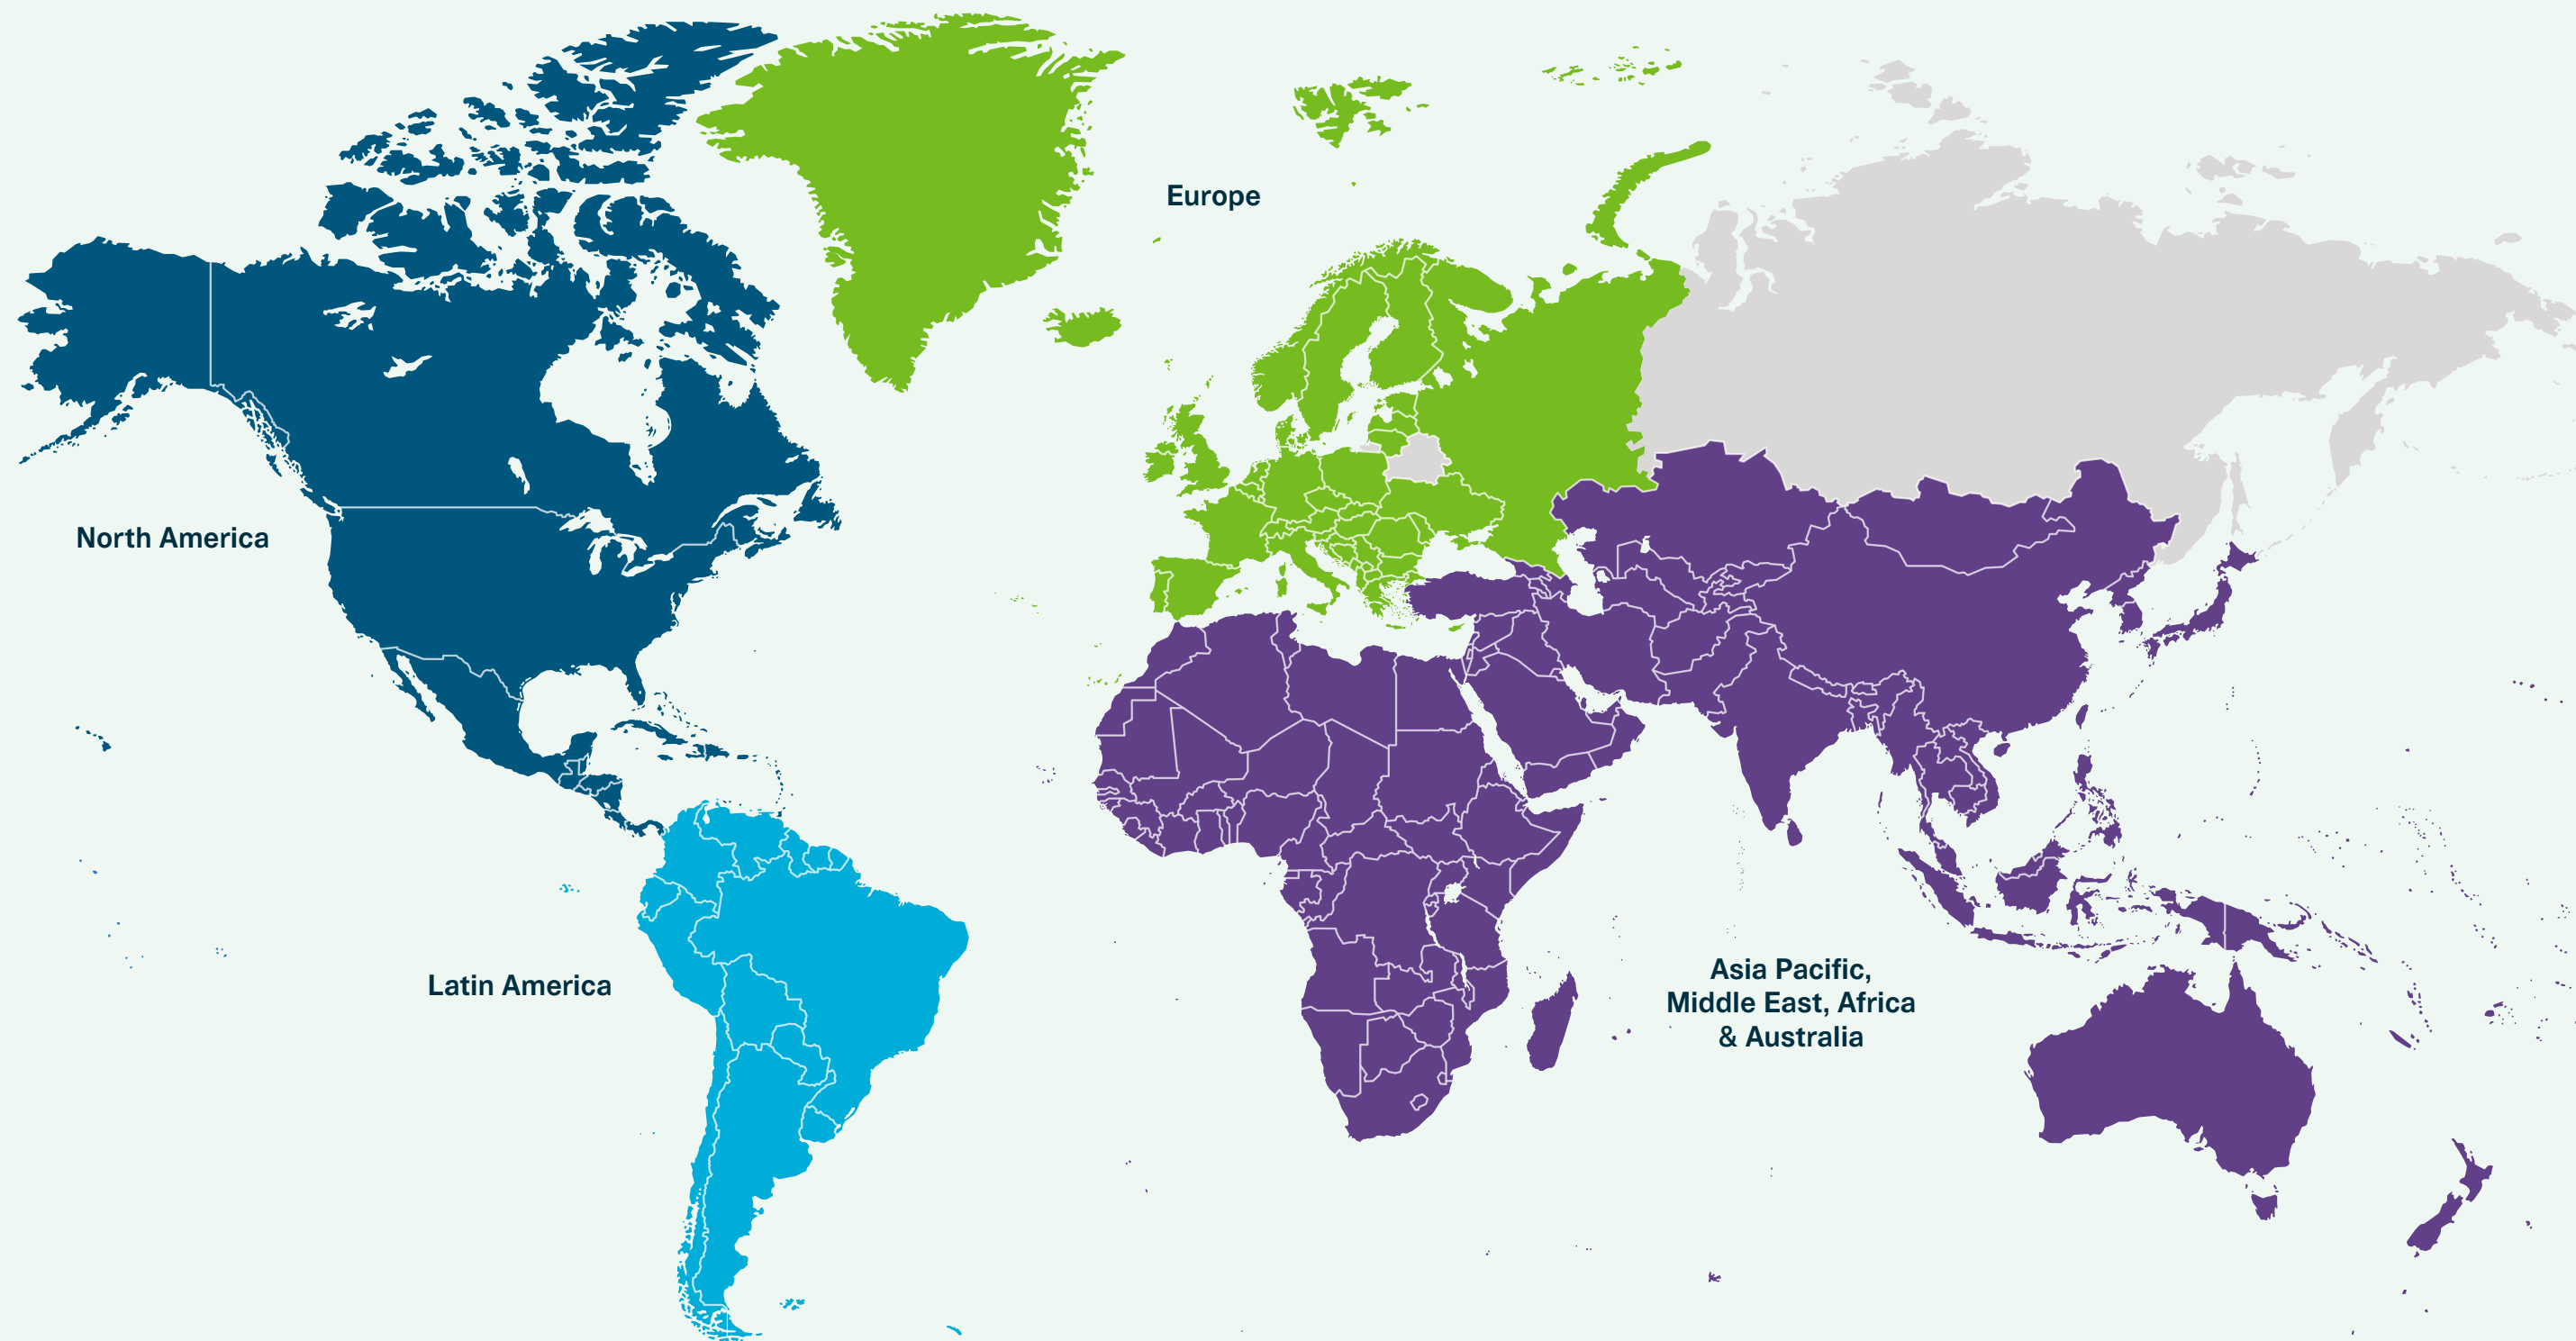 Europe
North America
Latin America
Asia Pacific,
Middle East, Africa
& Australia